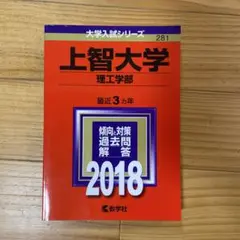 大学入試シリーズ
281
上智大学
理工学部
最近3カ年
傾向と対策
過去問
解答
2018
教学社